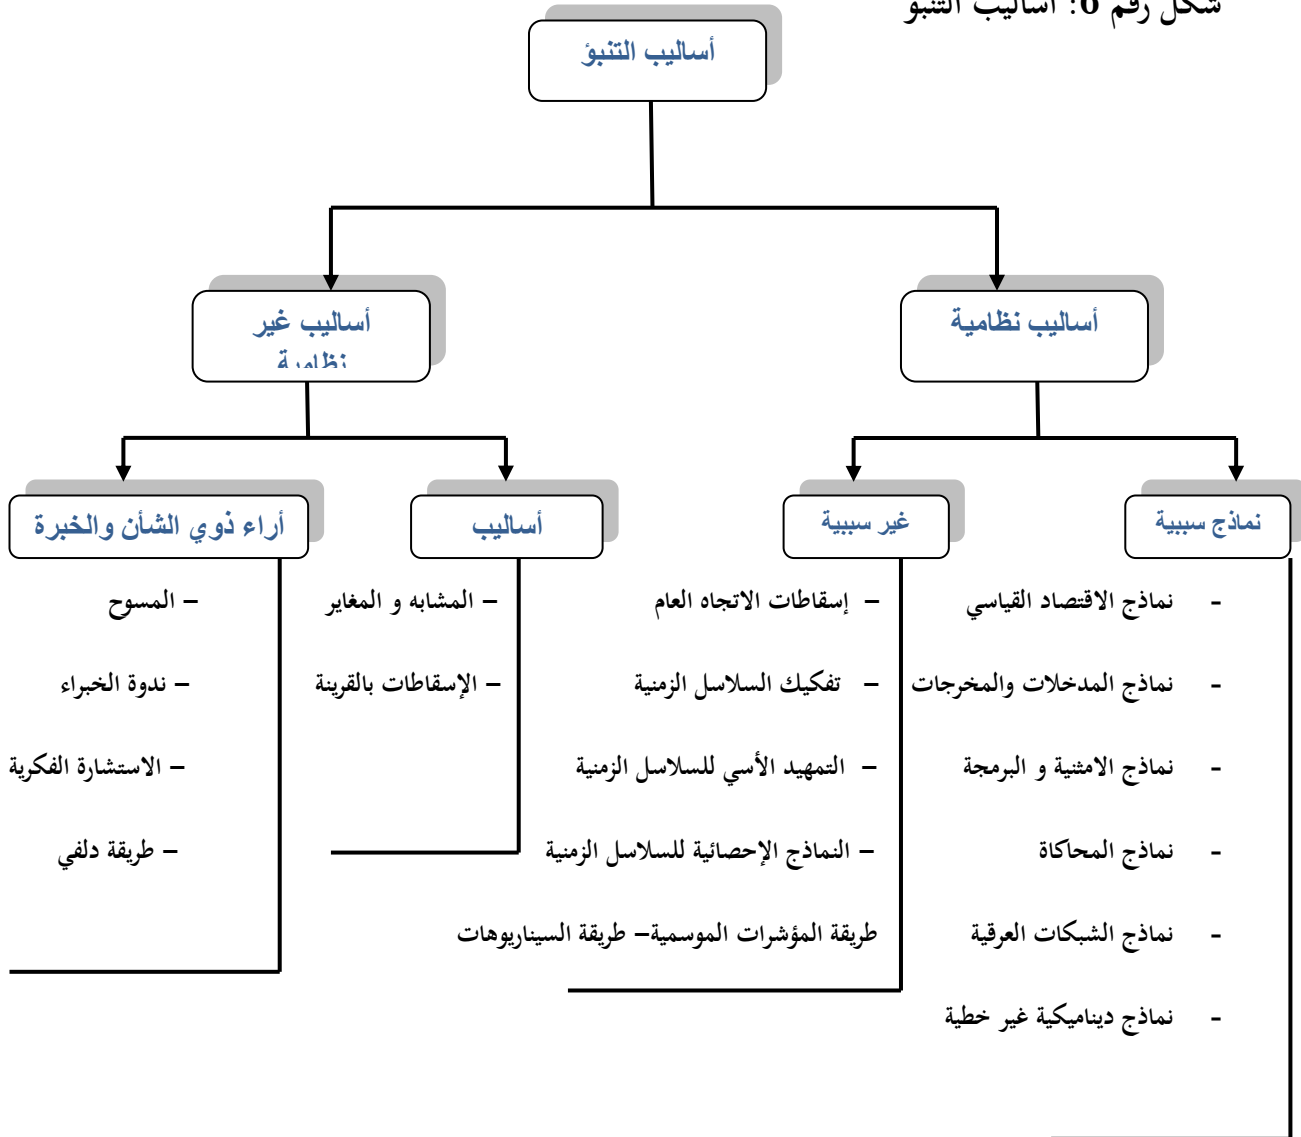 شكل رقم 6: أساليب التنبؤ
أساليب التنبؤ
أساليب نظامية
أساليب غير
نظامية
نماذج سببية
غير سببية
أساليب
أراء ذوي الشأن والخبرة
- نماذج الاقتصاد القياسي
- نماذج المدخلات والمخرجات
- نماذج الامثنية و البرمجة
- نماذج المحاكاة
- نماذج الشبكات العرقية
- نماذج ديناميكية غير خطية
– إسقاطات الاتجاه العام
– تفكيك السلاسل الزمنية
– التمهيد الأسي للسلاسل الزمنية
– النماذج الإحصائية للسلاسل الزمنية
طريقة المؤشرات الموسمية– طريقة السيناريوهات
– المشابه و المغاير
– الإسقاطات بالقرينة
– المسوح
– ندوة الخبراء
– الاستشارة الفكرية
– طريقة دلفي